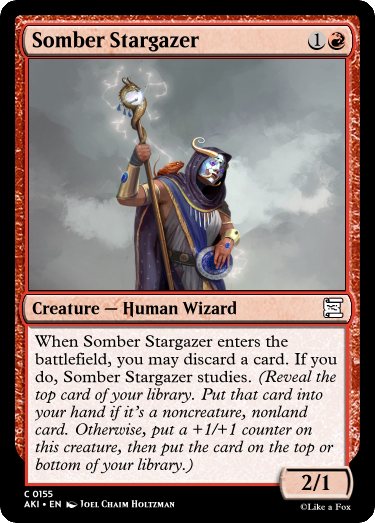 Somber Stargazer 1
Creature — Human Wizard
When Somber Stargazer enters the
battlefield, you may discard a card. If you
do, Somber Stargazer studies. (Reveal the
top card of your library. Put that card into
your hand if it's a noncreature, nonland
card. Otherwise, put a +1/+1 counter on
this creature, then put the card on the top or
bottom of your library.)
2/1
C 0155
AKI • EN Joel Chaim Holtzman
©Like a Fox